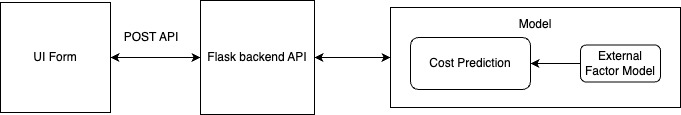 POST API
UI Form
Flask backend API
Model
Cost Prediction
External
Factor Model